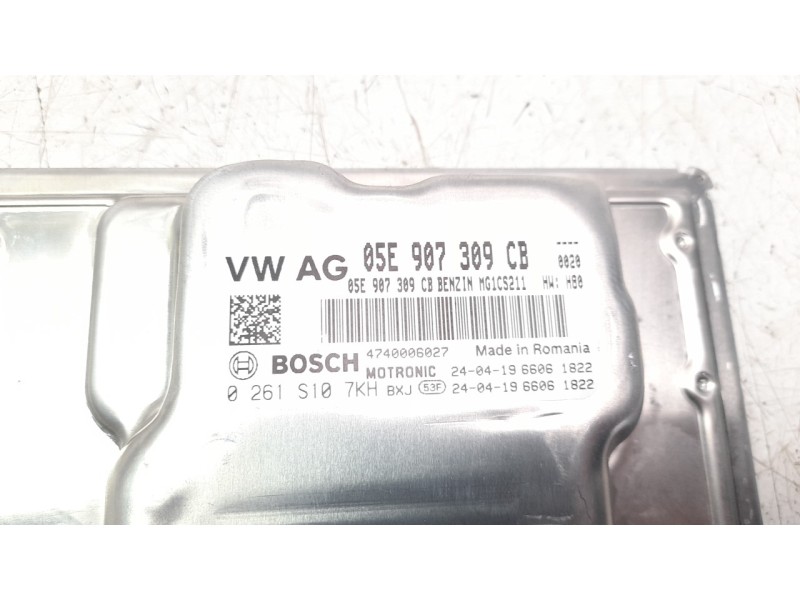 VW AG 05E 907 309 CB ----
0020
05E 907 309 CB BENZIN MG1CS211 HW: H80
BOSCH 4740006027 Made in Romania
MOTRONIC 24-04-19 6606 1822
0 261 S10 7KH BXJ 53F 24-04-19 6606 1822